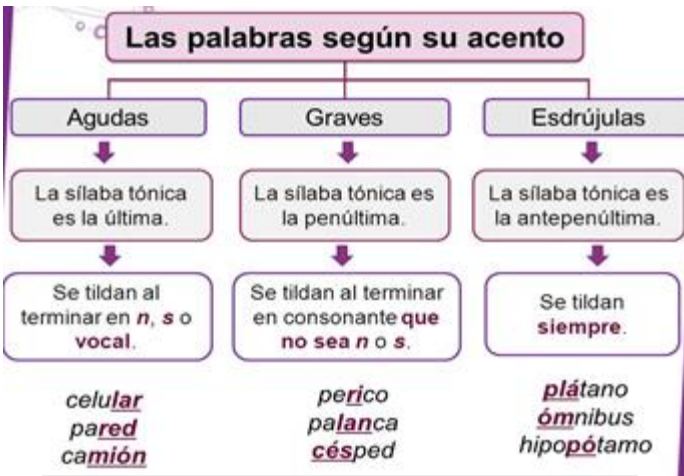 Las palabras según su acento
Agudas
La sílaba tónica
es la última.
Se tildan al
terminar en n, s o
vocal.
celular
pared
camión
Graves
La sílaba tónica es
la penúltima.
Se tildan al terminar
en consonante que
no sea n o s.
perico
palanca
césped
Esdrújulas
La sílaba tónica es
la antepenúltima.
Se tildan
siempre.
plátano
ómnibus
hipopótamo